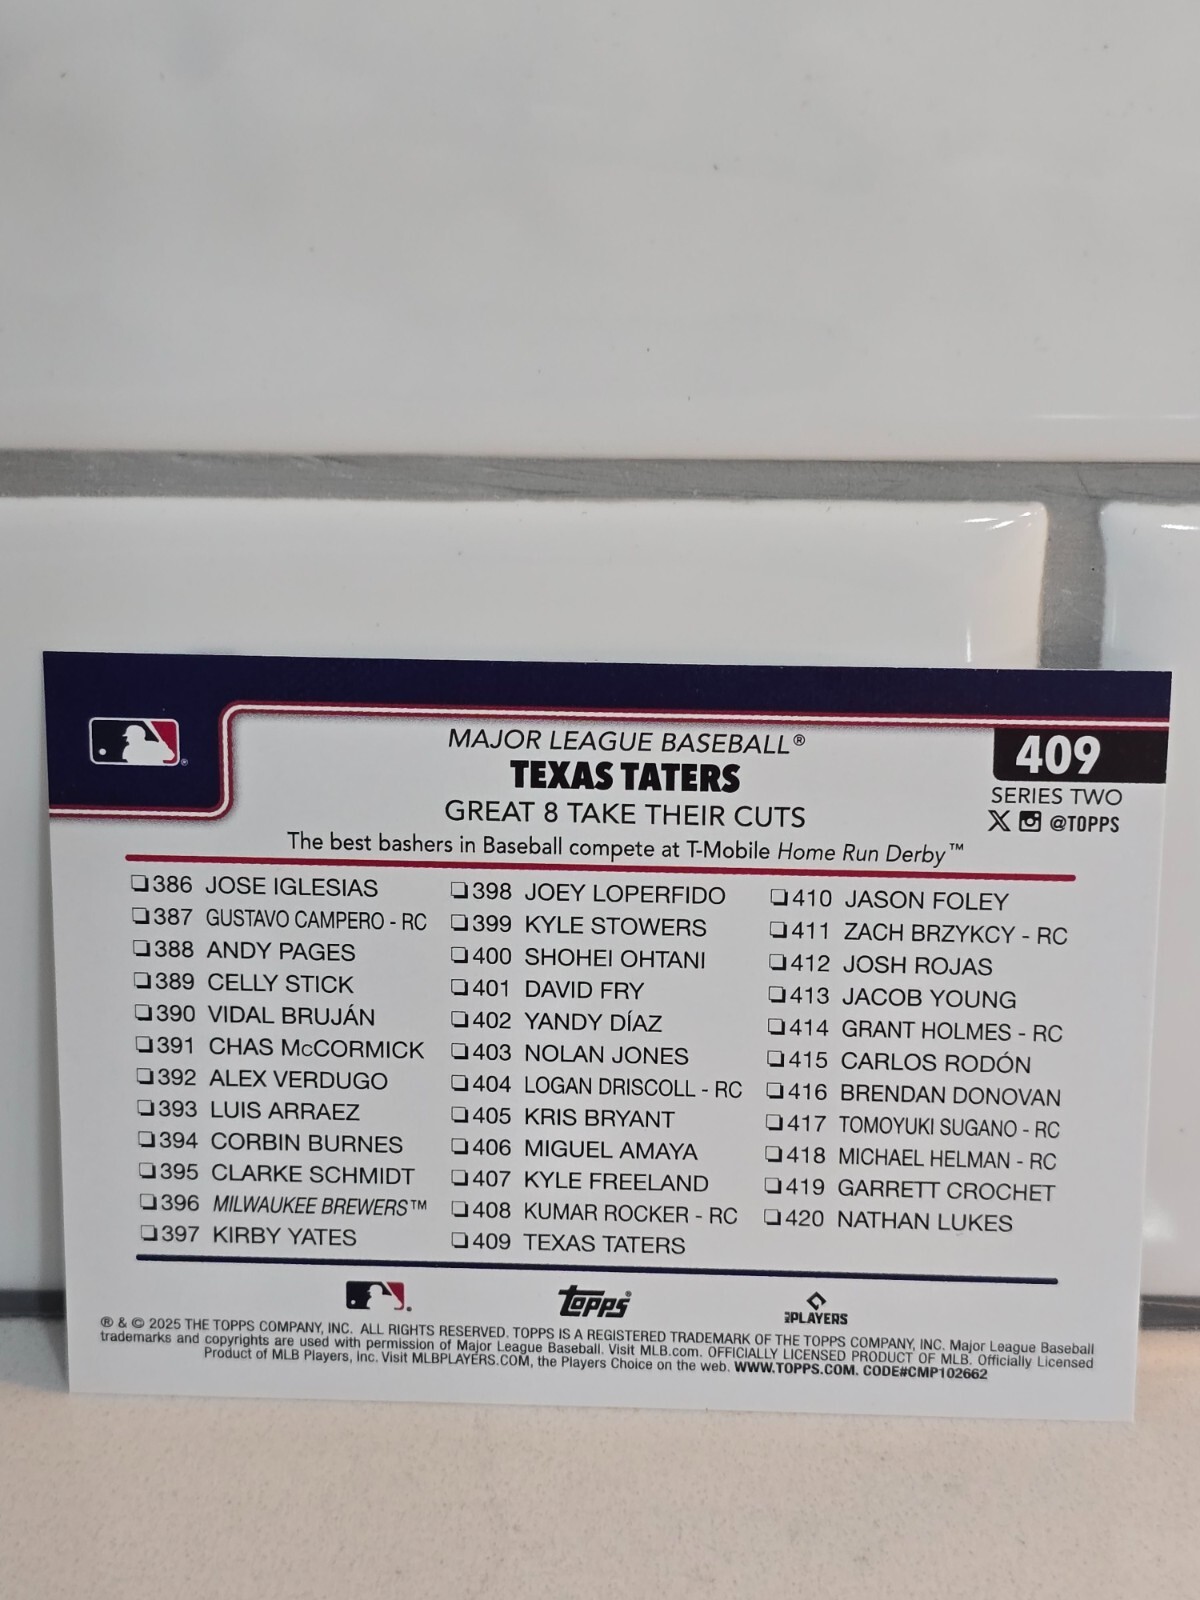 MAJOR LEAGUE BASEBALL®
TEXAS TATERS
GREAT 8 TAKE THEIR CUTS
The best bashers in Baseball compete at T-Mobile Home Run Derby™
409
SERIES TWO
@TOPPS
386 JOSE IGLESIAS
387 GUSTAVO CAMPERO - RC
388 ANDY PAGES
389 CELLY STICK
390 VIDAL BRUJÁN
391 CHAS McCORMICK
392 ALEX VERDUGO
393 LUIS ARRAEZ
394 CORBIN BURNES
395 CLARKE SCHMIDT
396 MILWAUKEE BREWERS™
397 KIRBY YATES
398 JOEY LOPERFIDO
399 KYLE STOWERS
400 SHOHEI OHTANI
401 DAVID FRY
402 YANDY DÍAZ
403 NOLAN JONES
404 LOGAN DRISCOLL - RC
405 KRIS BRYANT
406 MIGUEL AMAYA
407 KYLE FREELAND
408 KUMAR ROCKER - RC
409 TEXAS TATERS
410 JASON FOLEY
411 ZACH BRZYKCY - RC
412 JOSH ROJAS
413 JACOB YOUNG
414 GRANT HOLMES - RC
415 CARLOS RODÓN
416 BRENDAN DONOVAN
417 TOMOYUKI SUGANO - RC
418 MICHAEL HELMAN - RC
419 GARRETT CROCHET
420 NATHAN LUKES
topps®
PLAYERS
® & © 2025 THE TOPPS COMPANY, INC. ALL RIGHTS RESERVED. TOPPS IS A REGISTERED TRADEMARK OF THE TOPPS COMPANY, INC. Major League Baseball
trademarks and copyrights are used with permission of Major League Baseball. Visit MLB.com. OFFICIALLY LICENSED PRODUCT OF MLB. Officially Licensed
Product of MLB Players, Inc. Visit MLBPLAYERS.COM, the Players Choice on the web. WWW.TOPPS.COM. CODE#CMP102662